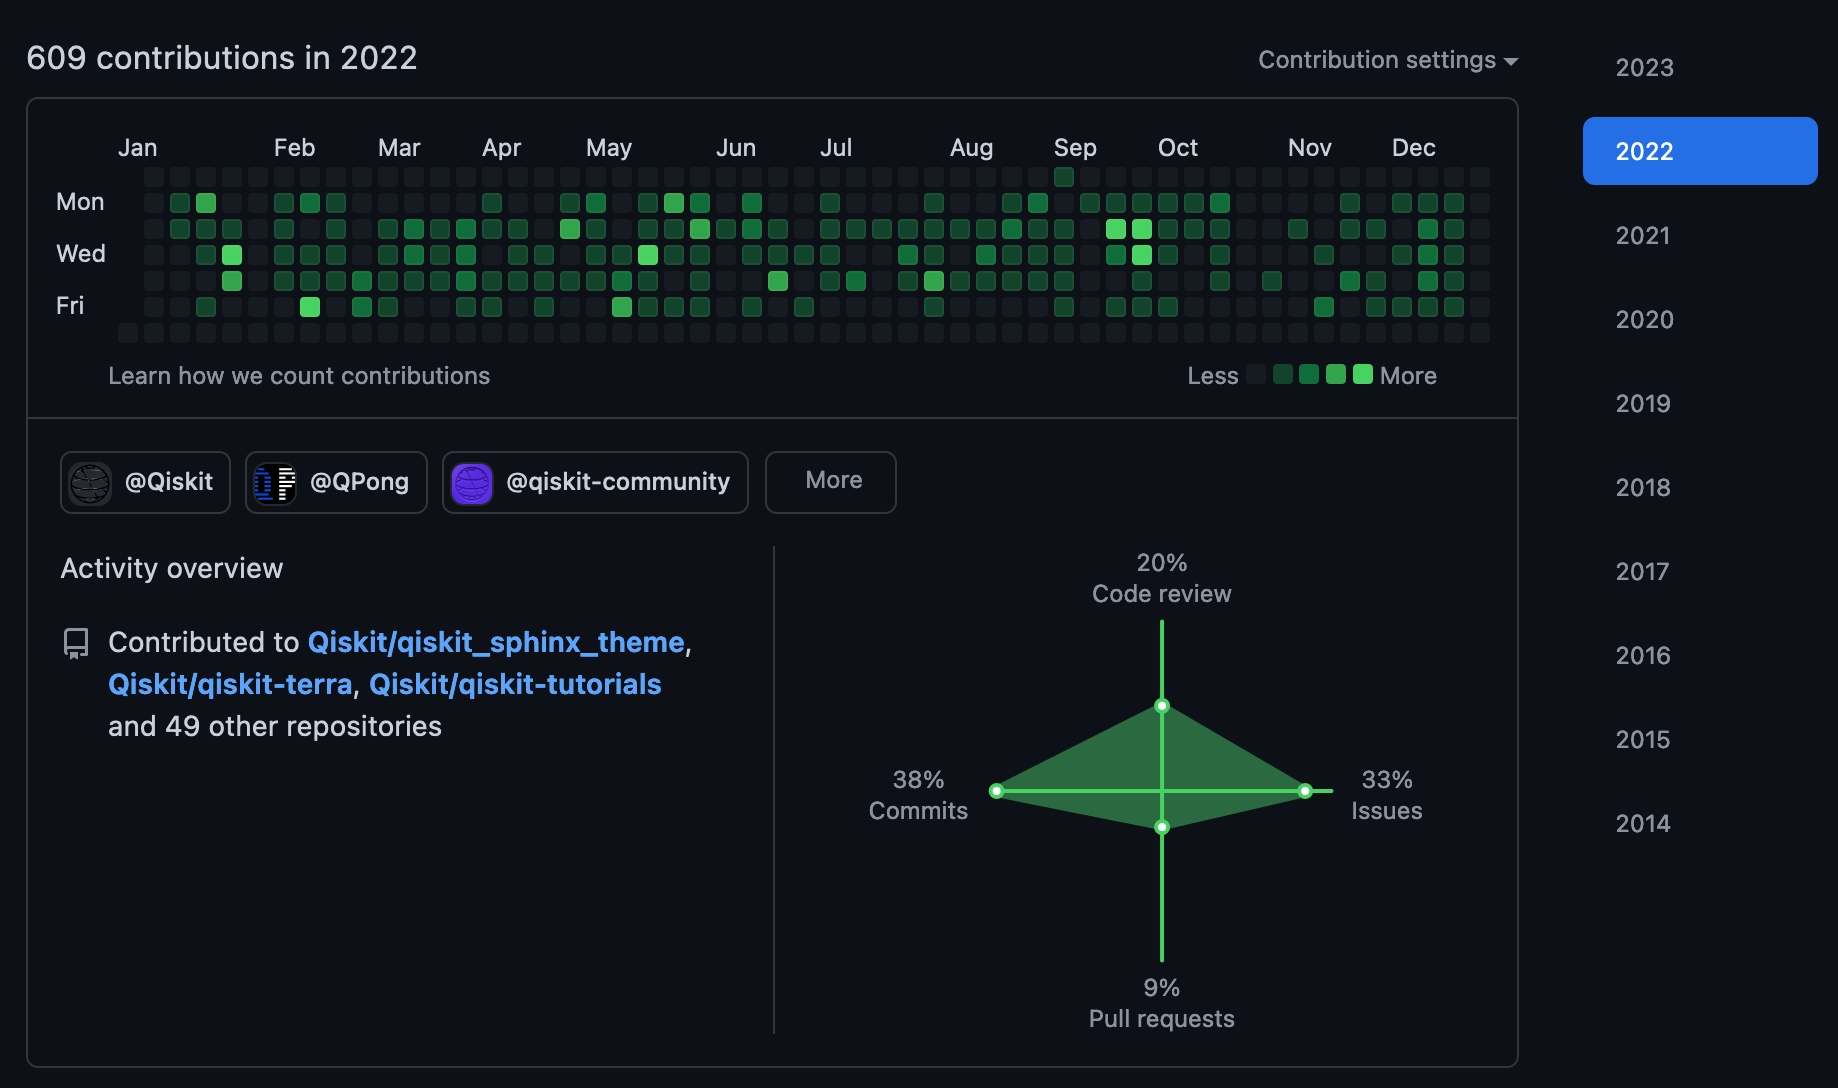 609 contributions in 2022
Contribution settings
Jan Feb Mar Apr May Jun Jul Aug Sep Oct Nov Dec
Mon
Wed
Fri
Learn how we count contributions
Less More
@Qiskit @QPong @qiskit-community More
Activity overview
Contributed to Qiskit/qiskit_sphinx_theme,
Qiskit/qiskit-terra, Qiskit/qiskit-tutorials
and 49 other repositories
20%
Code review
38%
Commits
33%
Issues
9%
Pull requests
2023
2022
2021
2020
2019
2018
2017
2016
2015
2014